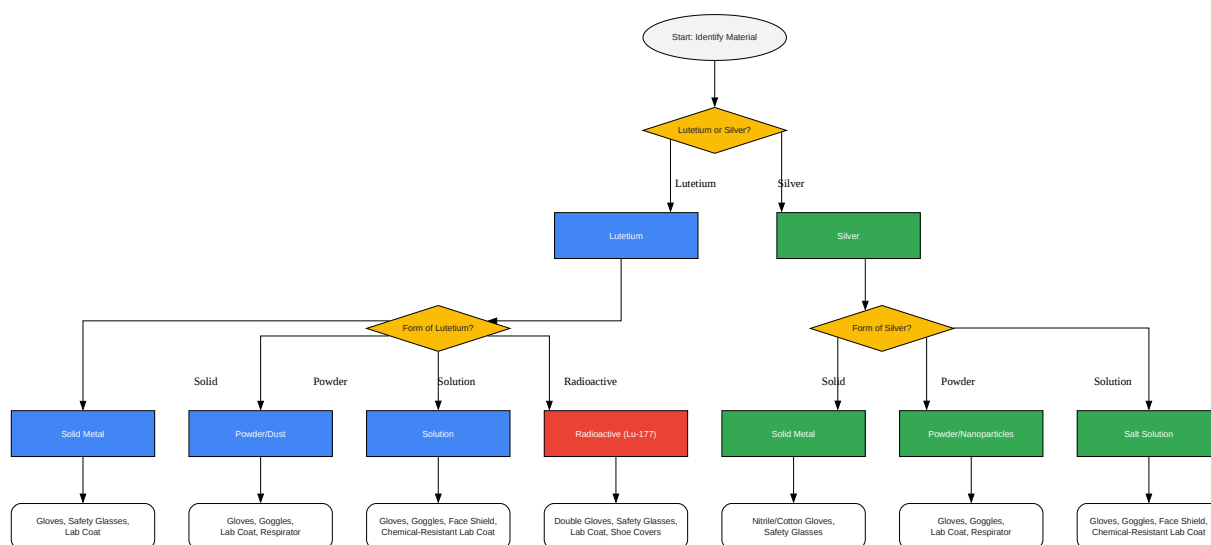 Start: Identify Material
Lutetium or Silver?
Lutetium
Silver
Lutetium
Silver
Form of Lutetium?
Form of Silver?
Solid
Powder
Solution
Radioactive
Solid
Powder
Solution
Solid Metal
Powder/Dust
Solution
Radioactive (Lu-177)
Solid Metal
Powder/Nanoparticles
Salt Solution
Gloves, Safety Glasses,
Lab Coat
Gloves, Goggles,
Lab Coat, Respirator
Gloves, Goggles, Face Shield,
Chemical-Resistant Lab Coat
Double Gloves, Safety Glasses,
Lab Coat, Shoe Covers
Nitrile/Cotton Gloves,
Safety Glasses
Gloves, Goggles,
Lab Coat, Respirator
Gloves, Goggles, Face Shield,
Chemical-Resistant Lab Coat